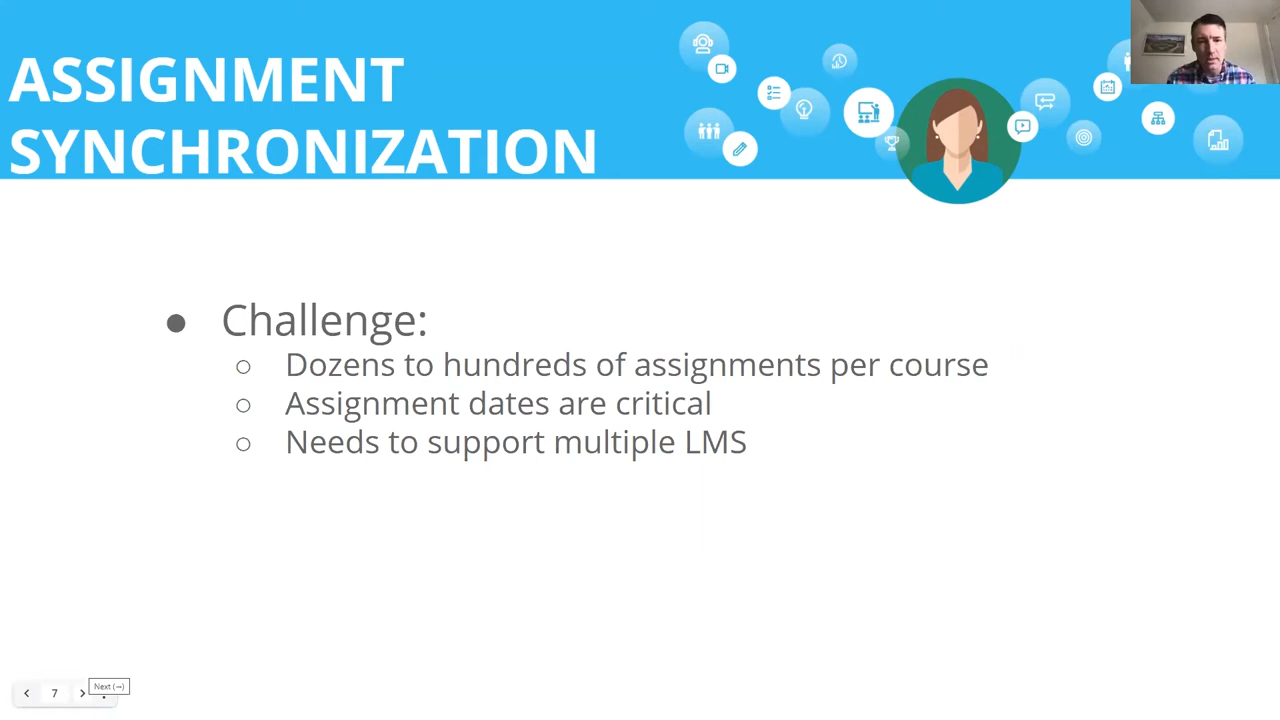 ASSIGNMENT
SYNCHRONIZATION
● Challenge:
○ Dozens to hundreds of assignments per course
○ Assignment dates are critical
○ Needs to support multiple LMS
7
Next (→)